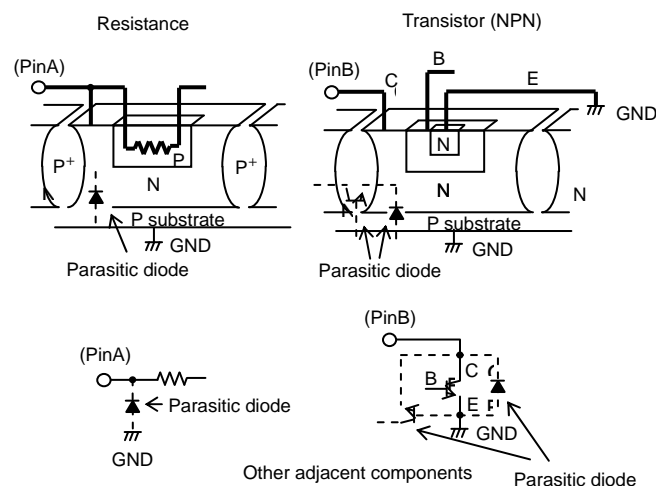 Resistance
Transistor (NPN)
(PinA)
(PinB)
C
B
E
GND
P+
P
N
P+
N
N
N
P substrate
GND
Parasitic diode
P substrate
GND
Parasitic diode
(PinA)
Parasitic diode
GND
(PinB)
C
B
E
GND
Other adjacent components
Parasitic diode